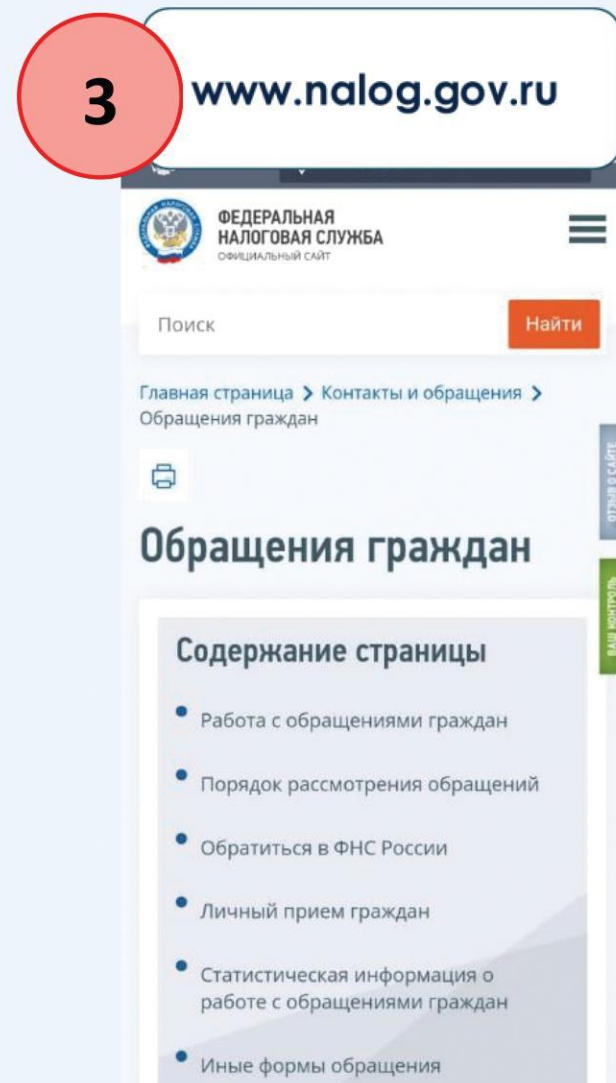 3
www.nalog.gov.ru
ФЕДЕРАЛЬНАЯ
НАЛОГОВАЯ СЛУЖБА
ОФИЦИАЛЬНЫЙ САЙТ
Поиск
Найти
Главная страница > Контакты и обращения >
Обращения граждан
ОТЗЫВ О САЙТЕ
Обращения граждан
ВАШ КОНТРОЛЬ
Содержание страницы
Работа с обращениями граждан
Порядок рассмотрения обращений
Обратиться в ФНС России
Личный прием граждан
Статистическая информация о
работе с обращениями граждан
Иные формы обращения